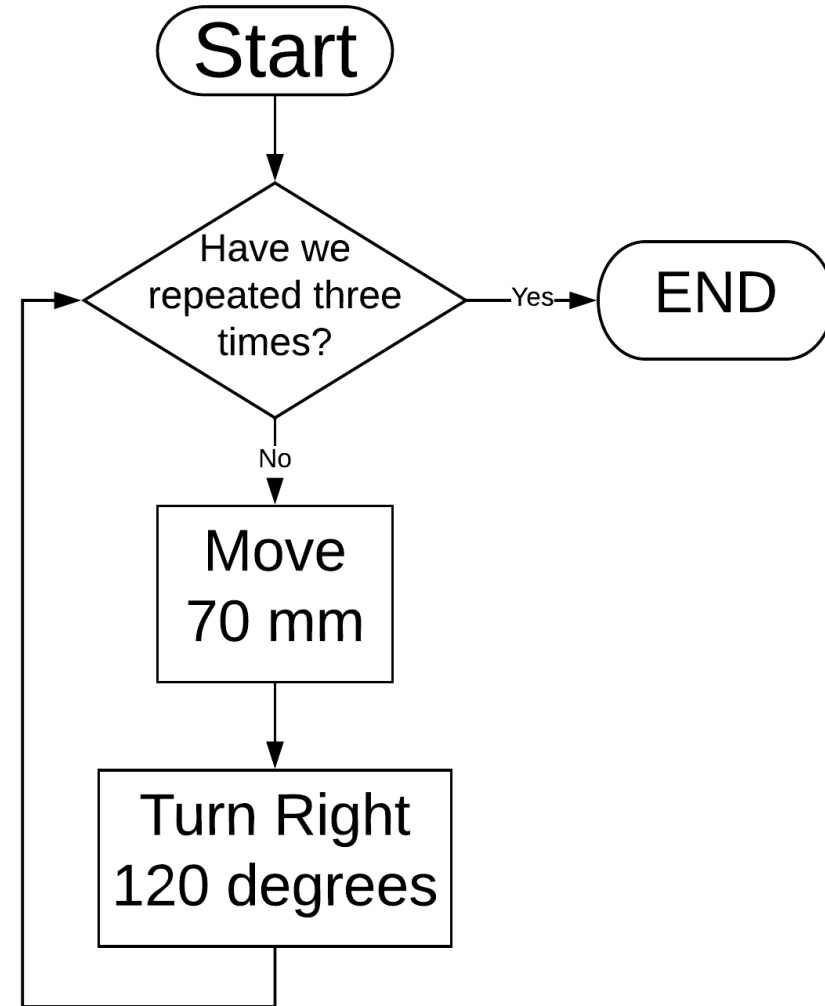 Start
Have we
repeated three
times?
Yes
END
No
Move
70 mm
Turn Right
120 degrees